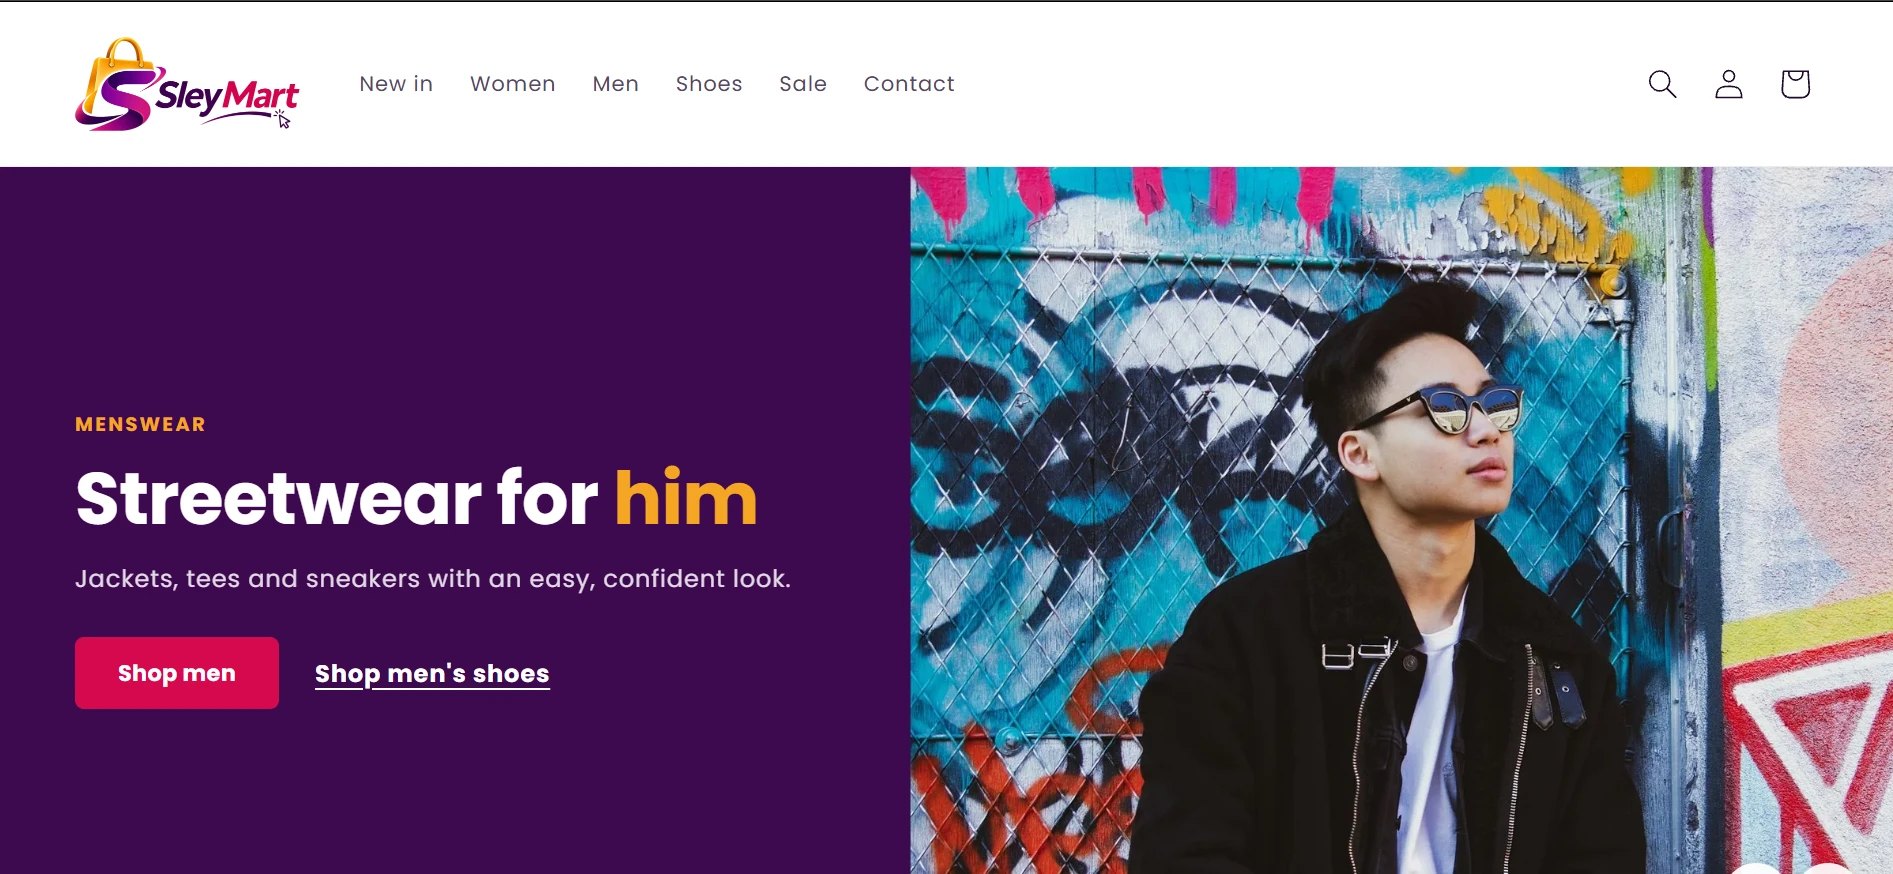 SleyMart
New in Women Men Shoes Sale Contact
MENSWEAR
Streetwear for him
Jackets, tees and sneakers with an easy, confident look.
Shop men Shop men's shoes